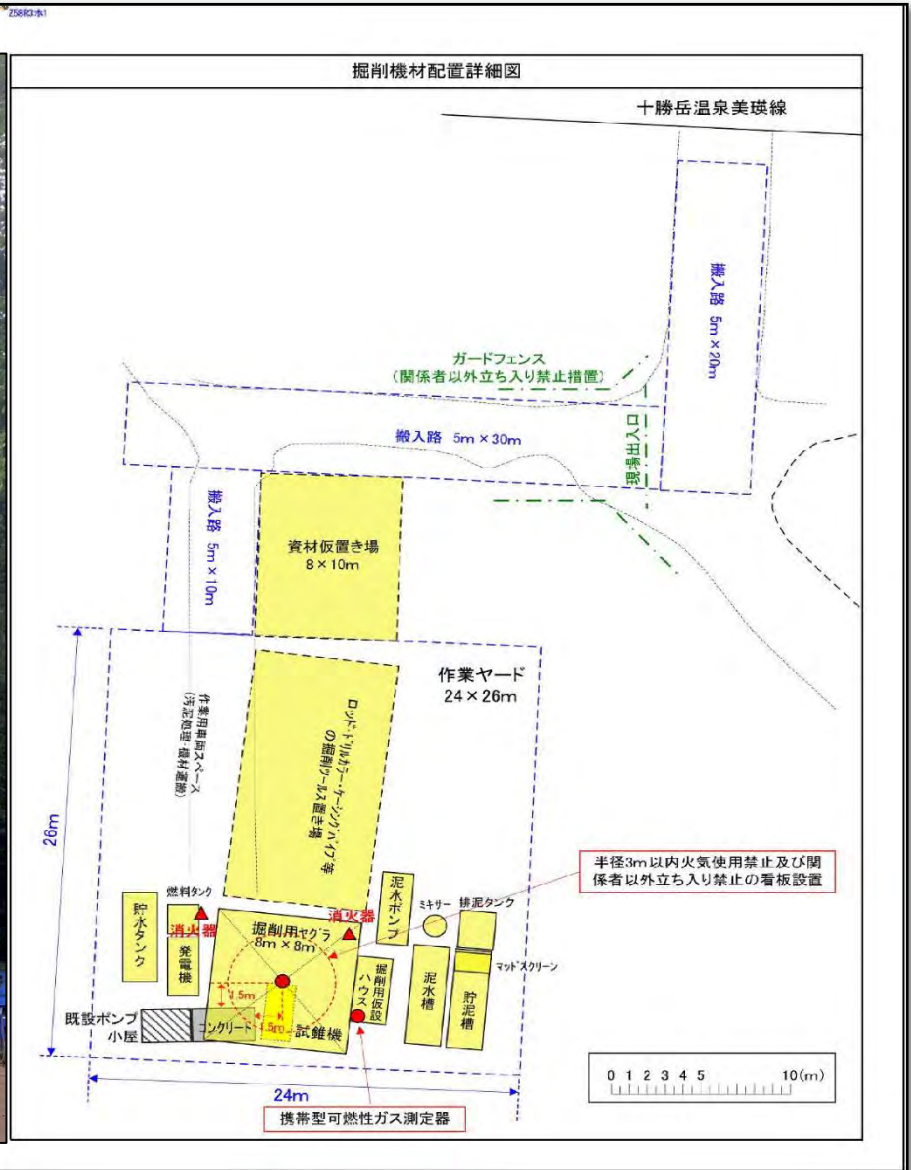 Z58R3:水1
掘削機材配置詳細図
十勝岳温泉美瑛線
搬入路 5m×20m
ガードフェンス
(関係者以外立ち入り禁止措置)
現場出入口
搬入路 5m×30m
搬入路 5m×10m
資材仮置き場
8×10m
作業ヤード
24×26m
作業用車両スペース
(汚泥処理・機材運搬)
ロッド・ドリルカラー・ケーシングパイプ等
の掘削ツールス置き場
26m
半径3m以内火気使用禁止及び関
係者以外立ち入り禁止の看板設置
燃料タンク
消火器
貯水タンク
発電機
掘削用ヤグラ
8m×8m
消火器
泥水ポンプ
ミキサー
排泥タンク
マッドスクリーン
掘削用仮設
ハウス
泥水槽
貯泥槽
1.5m
1.5m
既設ポンプ
小屋
コンクリート
試錐機
24m
携帯型可燃性ガス測定器
0 1 2 3 4 5 10(m)